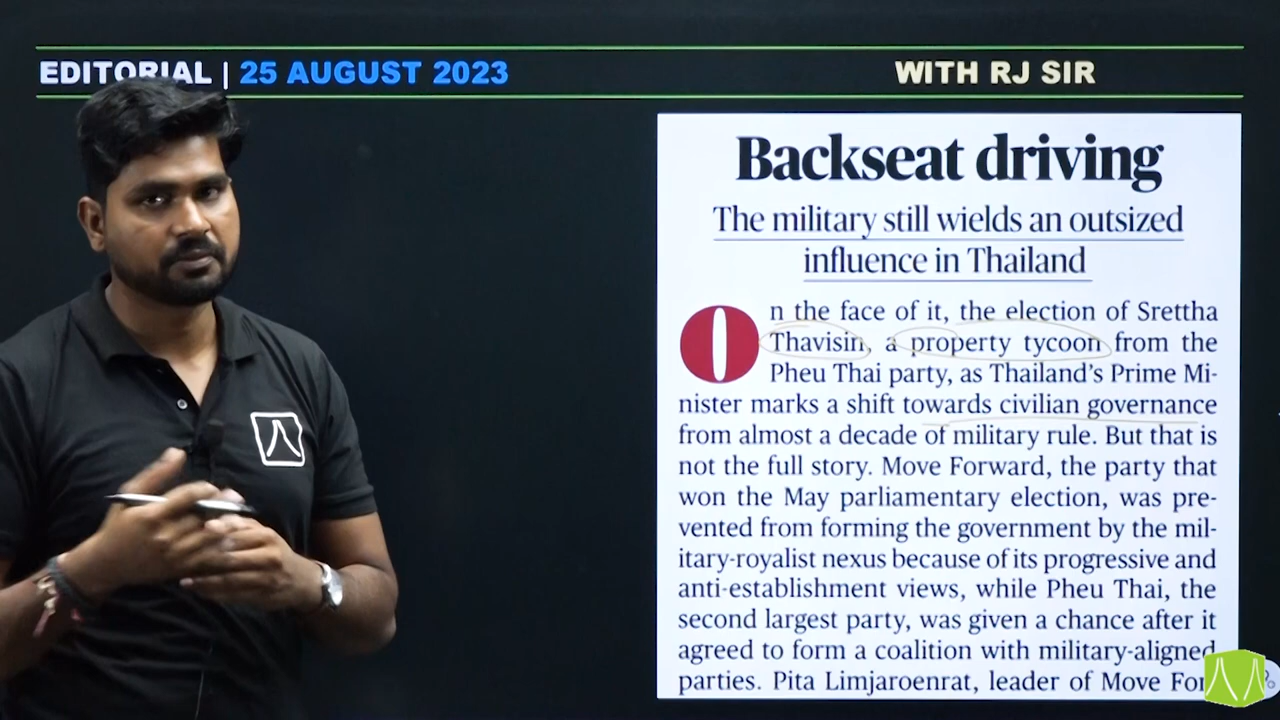 EDITORIAL | 25 AUGUST 2023
WITH RJ SIR
Backseat driving
The military still wields an outsized
influence in Thailand
On the face of it, the election of Srettha
Thavisin, a property tycoon from the
Pheu Thai party, as Thailand's Prime Mi-
nister marks a shift towards civilian governance
from almost a decade of military rule. But that is
not the full story. Move Forward, the party that
won the May parliamentary election, was pre-
vented from forming the government by the mil-
itary-royalist nexus because of its progressive and
anti-establishment views, while Pheu Thai, the
second largest party, was given a chance after it
agreed to form a coalition with military-aligned
parties. Pita Limjaroenrat, leader of Move For